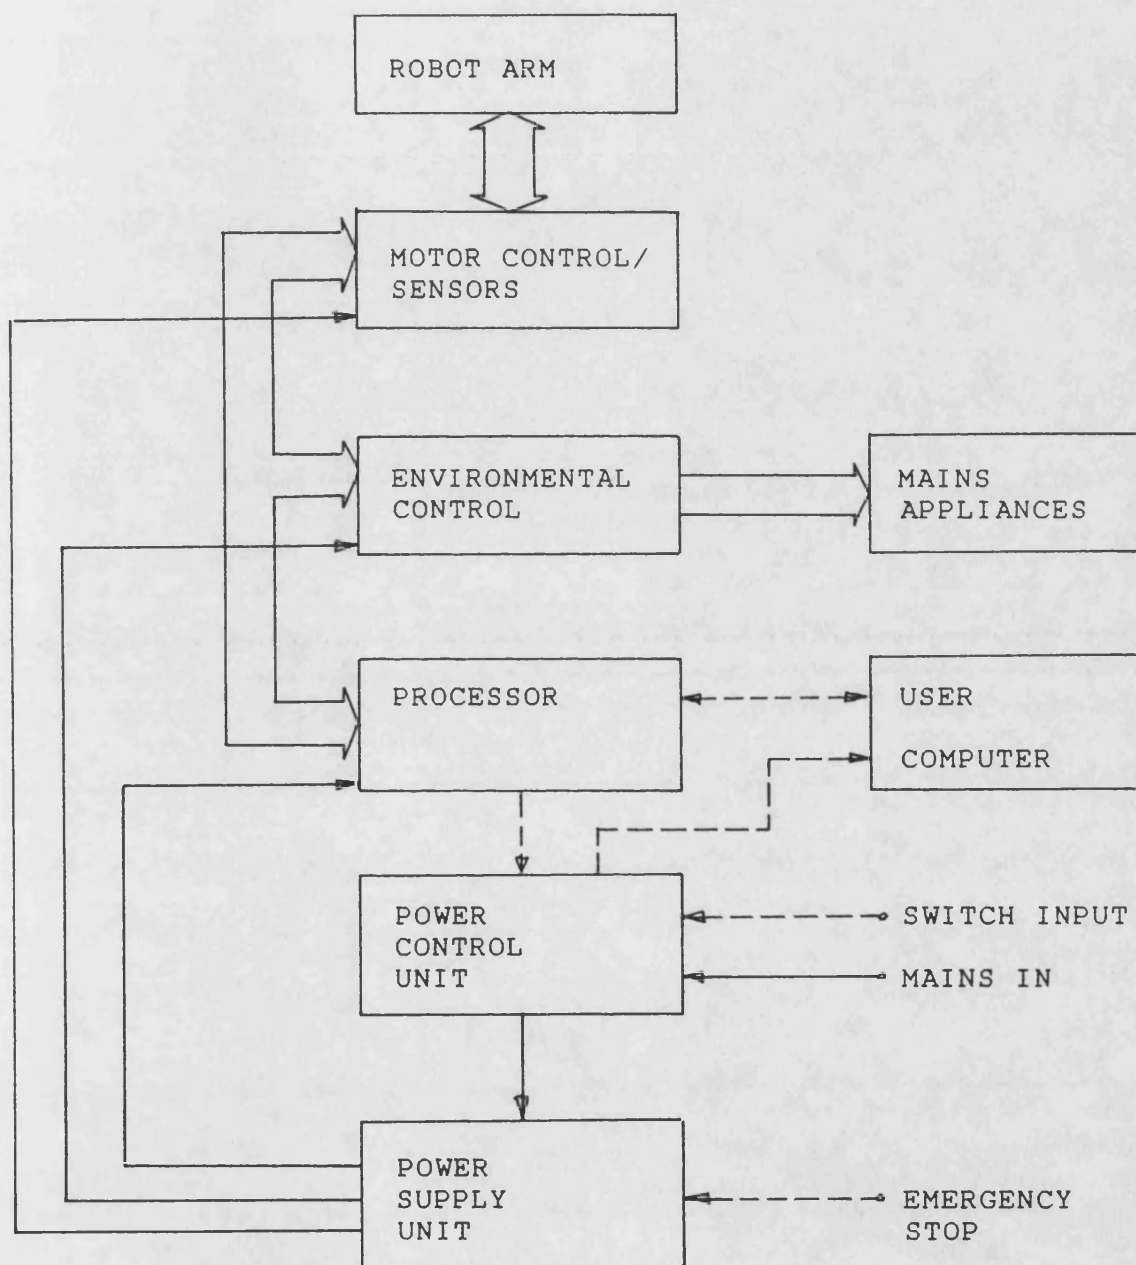 ROBOT ARM
MOTOR CONTROL/
SENSORS
ENVIRONMENTAL
CONTROL
MAINS
APPLIANCES
PROCESSOR
USER
COMPUTER
POWER
CONTROL
UNIT
SWITCH INPUT
MAINS IN
POWER
SUPPLY
UNIT
EMERGENCY
STOP